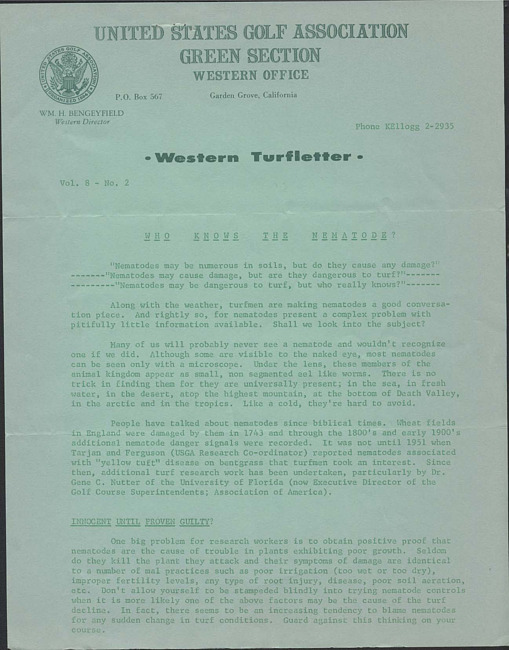 UNITED STATES GOLF ASSOCIATION
GREEN SECTION
WESTERN OFFICE
P.O. Box 567
Garden Grove, California
WM. H. BENGEYFIELD
Western Director
Phone KEllogg 2-2935
- Western Turfletter -
Vol. 8 - No. 2
WHO KNOWS THE NEMATODE?
"Nematodes may be numerous in soils, but do they cause any damage?"
-------"Nematodes may cause damage, but are they dangerous to turf?"------
---------"Nematodes may be dangerous to turf, but who really knows?"------
Along with the weather, turfmen are making nematodes a good conversa-
tion piece. And rightly so, for nematodes present a complex problem with
pitifully little information available. Shall we look into the subject?
Many of us would probably never see a nematode and wouldn't recognize
one if we did. Although some are visible to the naked eye, most nematodes
can be seen only with a microscope. Under the lens, these members of the
animal kingdom appear as small, non segmented eel like worms. There is no
trick in finding them for they are universally present; in the sea, in fresh
water, in the desert, atop the highest mountain, at the bottom of Death Valley,
in the arctic and in the tropics. Like a cold, they're hard to avoid.
People have talked about nematodes since biblical times. Wheat fields
in England were damaged by them in 1743 and through the 1800's and early 1900's
additional nematode danger signals were recorded. It was not until 1951 when
Tarjan and Ferguson (USGA Research Co-ordinator) reported nematodes associated
with "yellow tuft" disease on bentgrass that turfmen took an interest. Since
then, additional turf research work has been undertaken, particularly by Dr.
Gene C. Nutter of the University of Florida (now Executive Director of the
Golf Course Superintendents; Association of America).
INNOCENT UNTIL PROVEN GUILTY?
One big problem for research workers is to obtain positive proof that
nematodes are the cause of trouble in plants exhibiting poor growth. Seldom
do they kill the plant they attack and their symptoms of damage are identical
to a number of mal practices such as poor irrigation (too wet or too dry),
improper fertility levels, any type of root injury, disease, poor soil aeration,
etc. Don't allow yourself to be stampeded blindly into trying nematode controls
when it is more likely one of the above factors may be the cause of the turf
decline. In fact, there seems to be an increasing tendency to blame nematodes
for any sudden change in turf conditions. Guard against this thinking on your
course.